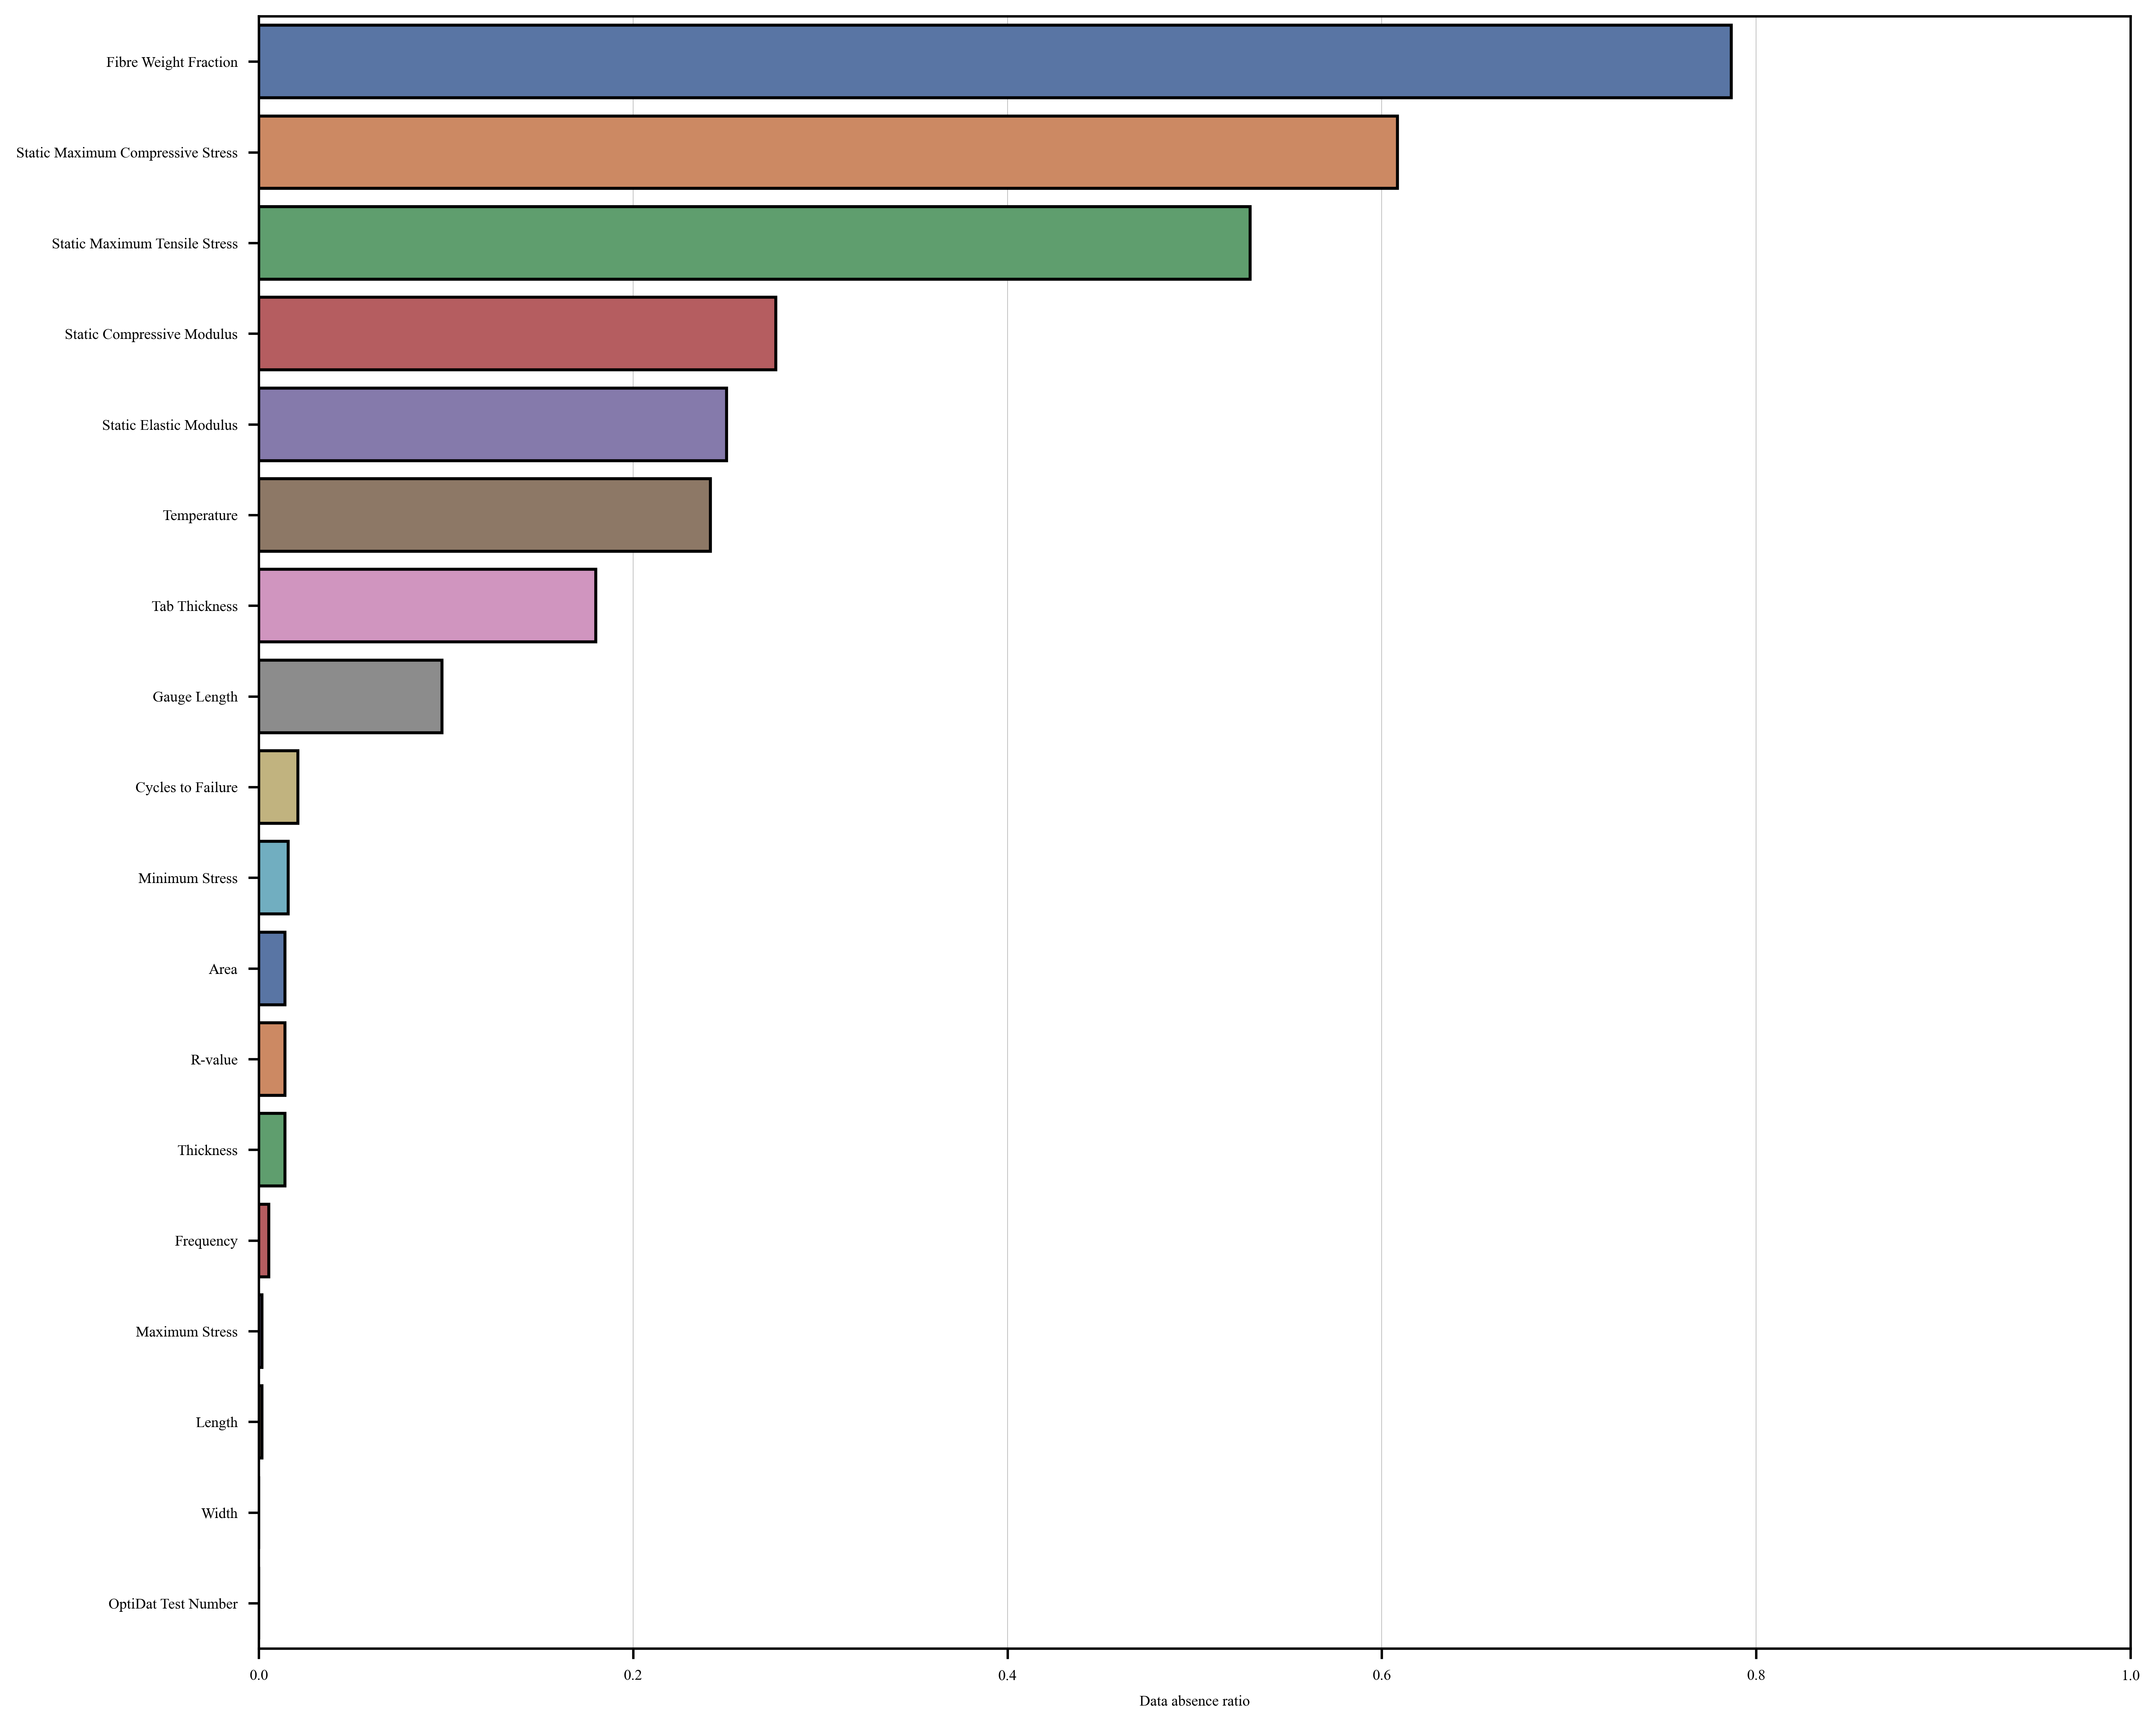 Fibre Weight Fraction
Static Maximum Compressive Stress
Static Maximum Tensile Stress
Static Compressive Modulus
Static Elastic Modulus
Temperature
Tab Thickness
Gauge Length
Cycles to Failure
Minimum Stress
Area
R-value
Thickness
Frequency
Maximum Stress
Length
Width
OptiDat Test Number
0.0 0.2 0.4 0.6 0.8 1.0
Data absence ratio